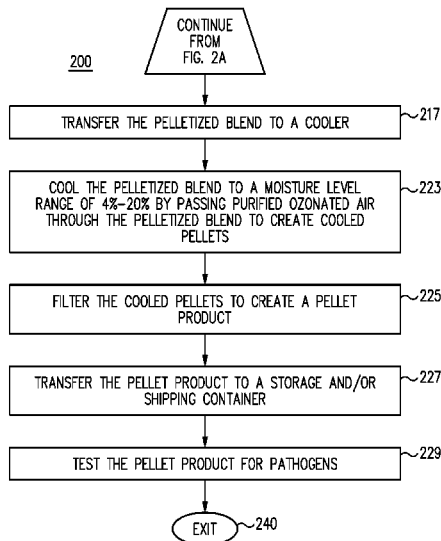 CONTINUE
FROM
FIG. 2A
200
TRANSFER THE PELLETIZED BLEND TO A COOLER
217
COOL THE PELLETIZED BLEND TO A MOISTURE LEVEL
RANGE OF 4%-20% BY PASSING PURIFIED OZONATED AIR
THROUGH THE PELLETIZED BLEND TO CREATE COOLED
PELLETS
223
FILTER THE COOLED PELLETS TO CREATE A PELLET
PRODUCT
225
TRANSFER THE PELLET PRODUCT TO A STORAGE AND/OR
SHIPPING CONTAINER
227
TEST THE PELLET PRODUCT FOR PATHOGENS
229
EXIT
240